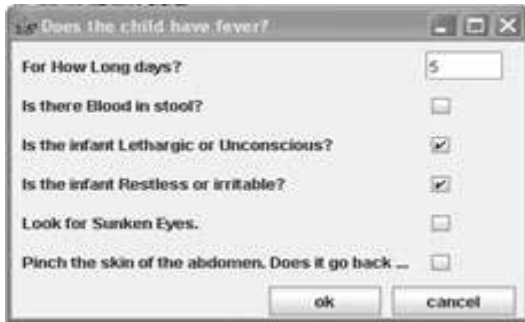 Does the child have fever?
For How Long days? 5
Is there Blood in stool?
Is the infant Lethargic or Unconscious?
Is the infant Restless or irritable?
Look for Sunken Eyes.
Pinch the skin of the abdomen. Does it go back ...
ok cancel